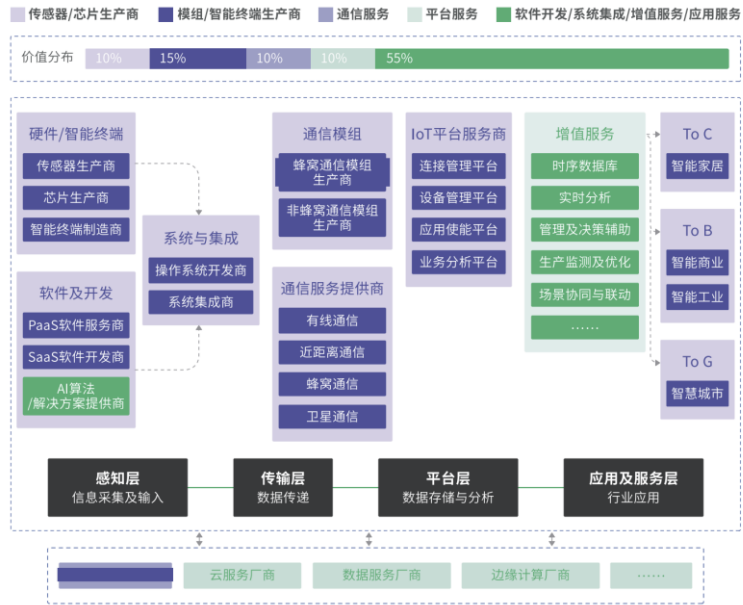 传感器/芯片生产商 模组/智能终端生产商 通信服务 平台服务 软件开发/系统集成/增值服务/应用服务
价值分布 10% 15% 10% 10% 55%
硬件/智能终端
传感器生产商
芯片生产商
智能终端制造商
软件及开发
PaaS软件服务商
SaaS软件开发商
AI算法
/解决方案提供商
系统与集成
操作系统开发商
系统集成商
通信模组
蜂窝通信模组
生产商
非蜂窝通信模组
生产商
通信服务提供商
有线通信
近距离通信
蜂窝通信
卫星通信
IoT平台服务商
连接管理平台
设备管理平台
应用使能平台
业务分析平台
增值服务
时序数据库
实时分析
管理及决策辅助
生产监测及优化
场景协同与联动
……
To C
智能家居
To B
智能商业
智能工业
To G
智慧城市
感知层
信息采集及输入
传输层
数据传递
平台层
数据存储与分析
应用及服务层
行业应用
云服务厂商 数据服务厂商 边缘计算厂商 ……